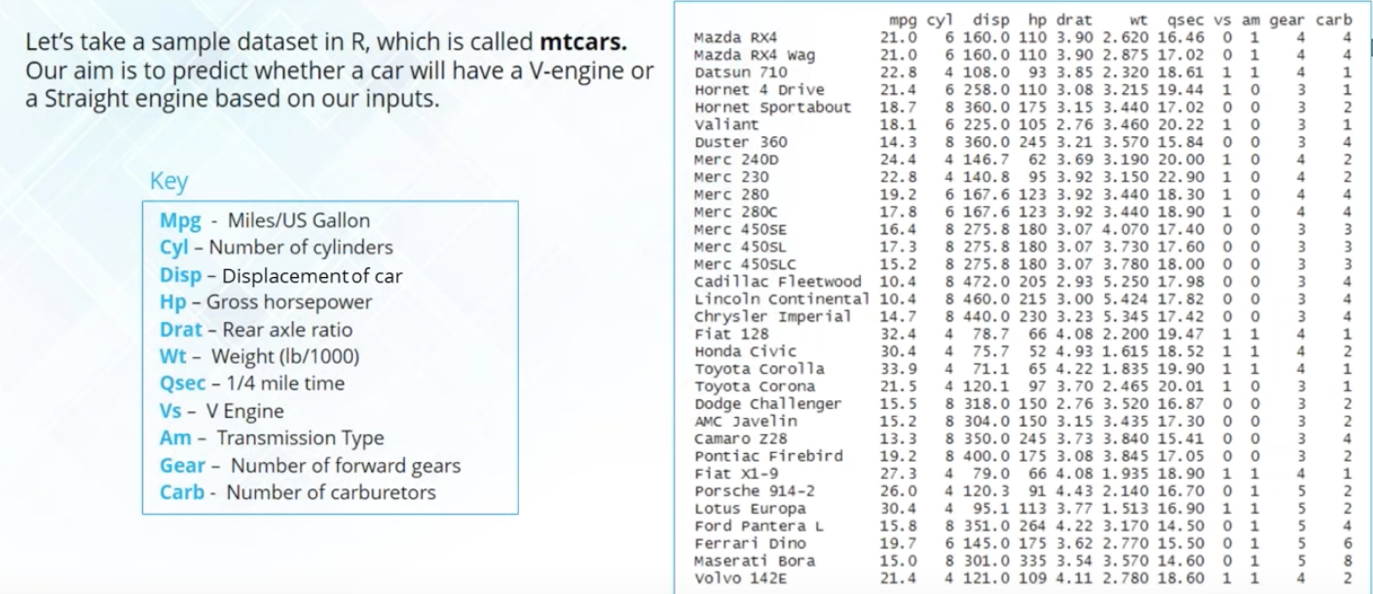 Let's take a sample dataset in R, which is called mtcars.
Our aim is to predict whether a car will have a V-engine or
a Straight engine based on our inputs.
Key
Mpg - Miles/US Gallon
Cyl – Number of cylinders
Disp – Displacement of car
Hp – Gross horsepower
Drat – Rear axle ratio
Wt – Weight (lb/1000)
Qsec – 1/4 mile time
Vs – V Engine
Am – Transmission Type
Gear – Number of forward gears
Carb - Number of carburetors
mpg cyl disp hp drat wt qsec vs am gear carb
Mazda RX4 21.0 6 160.0 110 3.90 2.620 16.46 0 1 4 4
Mazda RX4 Wag 21.0 6 160.0 110 3.90 2.875 17.02 0 1 4 4
Datsun 710 22.8 4 108.0 93 3.85 2.320 18.61 1 1 4 1
Hornet 4 Drive 21.4 6 258.0 110 3.08 3.215 19.44 1 0 3 1
Hornet Sportabout 18.7 8 360.0 175 3.15 3.440 17.02 0 0 3 2
Valiant 18.1 6 225.0 105 2.76 3.460 20.22 1 0 3 1
Duster 360 14.3 8 360.0 245 3.21 3.570 15.84 0 0 3 4
Merc 240D 24.4 4 146.7 62 3.69 3.190 20.00 1 0 4 2
Merc 230 22.8 4 140.8 95 3.92 3.150 22.90 1 0 4 2
Merc 280 19.2 6 167.6 123 3.92 3.440 18.30 1 0 4 4
Merc 280C 17.8 6 167.6 123 3.92 3.440 18.90 1 0 4 4
Merc 450SE 16.4 8 275.8 180 3.07 4.070 17.40 0 0 3 3
Merc 450SL 17.3 8 275.8 180 3.07 3.730 17.60 0 0 3 3
Merc 450SLC 15.2 8 275.8 180 3.07 3.780 18.00 0 0 3 3
Cadillac Fleetwood 10.4 8 472.0 205 2.93 5.250 17.98 0 0 3 4
Lincoln Continental 10.4 8 460.0 215 3.00 5.424 17.82 0 0 3 4
Chrysler Imperial 14.7 8 440.0 230 3.23 5.345 17.42 0 0 3 4
Fiat 128 32.4 4 78.7 66 4.08 2.200 19.47 1 1 4 1
Honda Civic 30.4 4 75.7 52 4.93 1.615 18.52 1 1 4 2
Toyota Corolla 33.9 4 71.1 65 4.22 1.835 19.90 1 1 4 1
Toyota Corona 21.5 4 120.1 97 3.70 2.465 20.01 1 0 3 1
Dodge Challenger 15.5 8 318.0 150 2.76 3.520 16.87 0 0 3 2
AMC Javelin 15.2 8 304.0 150 3.15 3.435 17.30 0 0 3 2
Camaro Z28 13.3 8 350.0 245 3.73 3.840 15.41 0 0 3 4
Pontiac Firebird 19.2 8 400.0 175 3.08 3.845 17.05 0 0 3 2
Fiat X1-9 27.3 4 79.0 66 4.08 1.935 18.90 1 1 4 1
Porsche 914-2 26.0 4 120.3 91 4.43 2.140 16.70 0 1 5 2
Lotus Europa 30.4 4 95.1 113 3.77 1.513 16.90 1 1 5 2
Ford Pantera L 15.8 8 351.0 264 4.22 3.170 14.50 0 1 5 4
Ferrari Dino 19.7 6 145.0 175 3.62 2.770 15.50 0 1 5 6
Maserati Bora 15.0 8 301.0 335 3.54 3.570 14.60 0 1 5 8
Volvo 142E 21.4 4 121.0 109 4.11 2.780 18.60 1 1 4 2